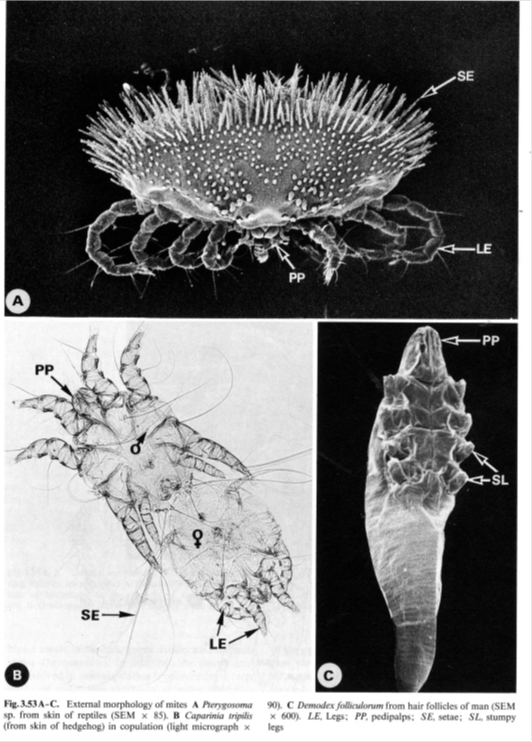 SE
LE
PP
A
PP
♂
♀
SE
LE
B
PP
SL
C
Fig. 3.53 A–C. External morphology of mites A Pterygosoma
sp. from skin of reptiles (SEM × 85). B Caparinia tripilis
(from skin of hedgehog) in copulation (light micrograph ×
90). C Demodex folliculorum from hair follicles of man (SEM
× 600). LE, Legs; PP, pedipalps; SE, setae; SL, stumpy
legs